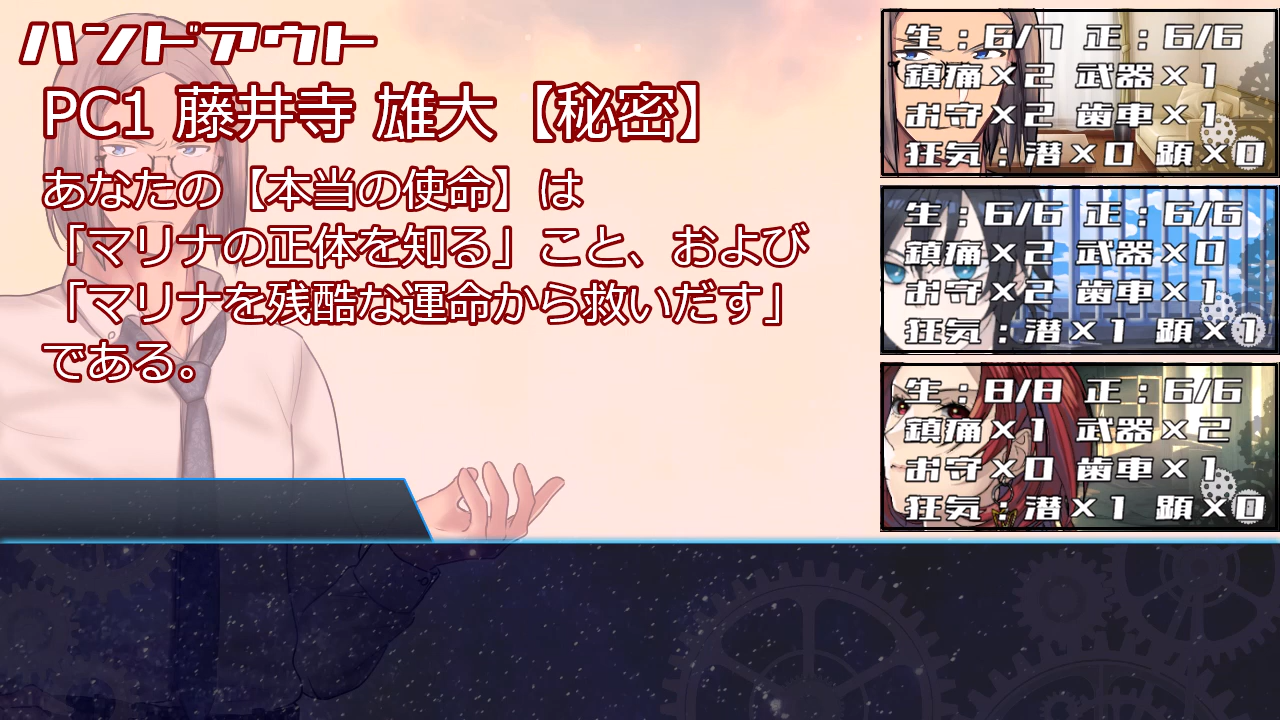 ハンドアウト
PC1 藤井寺 雄大【秘密】
あなたの【本当の使命】は
「マリナの正体を知る」こと、および
「マリナを残酷な運命から救いだす」
である。
生:6/7 正:6/6
鎮痛×2 武器×1
お守×2 歯車×1
狂気:潜×0 顕×0
生:6/6 正:6/6
鎮痛×2 武器×0
お守×2 歯車×1
狂気:潜×1 顕×1
生:8/8 正:6/6
鎮痛×1 武器×2
お守×0 歯車×1
狂気:潜×1 顕×0